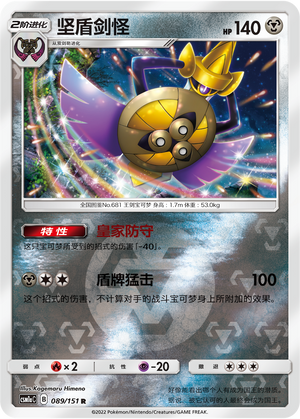 2阶进化 坚盾剑怪 HP 140
从双剑鞘进化
全国图鉴No.681 王剑宝可梦 身高:1.7m 体重:53.0kg
特性 皇家防守
这只宝可梦所受到的招式的伤害「-40」。
盾牌猛击 100
这个招式的伤害,不计算对手的战斗宝可梦身上所附加的效果。
弱点 ×2 抗性 -20 撤退
Illus. Kagemaru Himeno
csm1aC B 089/151 R
©2022 Pokémon/Nintendo/Creatures/GAME FREAK.